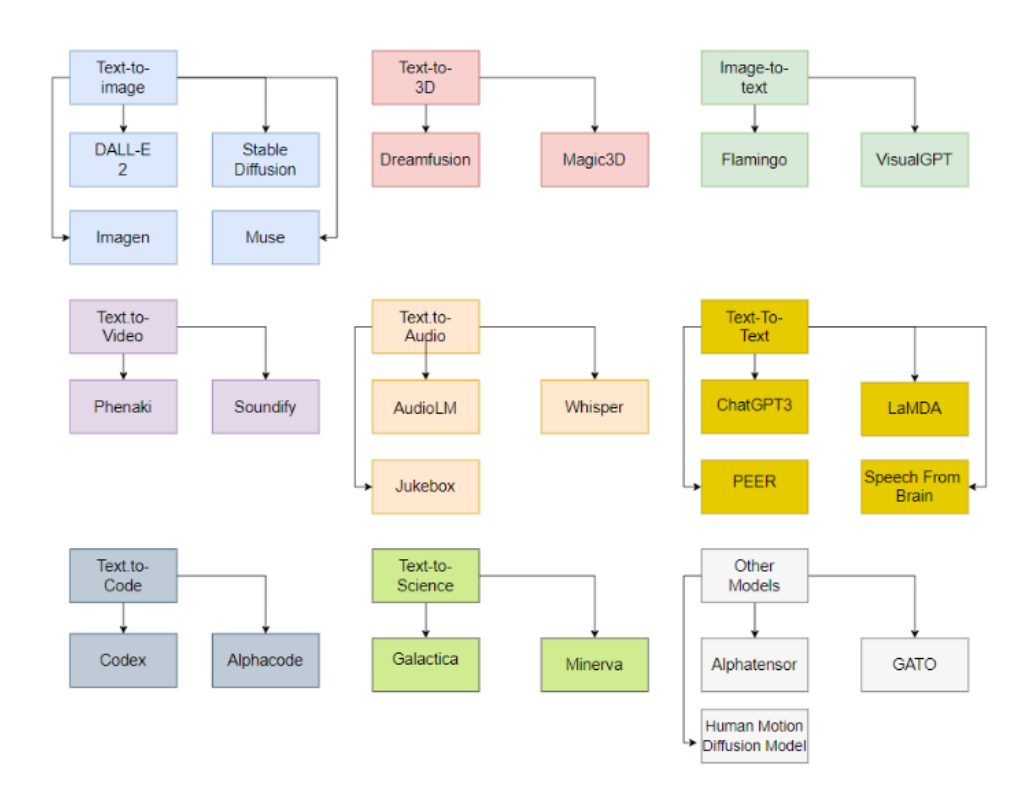 Text-to-
image
Text-to-
3D
Image-to-
text
DALL-E
2
Stable
Diffusion
Dreamfusion
Magic3D
Flamingo
VisualGPT
Imagen
Muse
Text.to-
Video
Text.to-
Audio
Text-To-
Text
Phenaki
Soundify
AudioLM
Whisper
ChatGPT3
LaMDA
Jukebox
PEER
Speech From
Brain
Text.to-
Code
Text-to-
Science
Other
Models
Codex
Alphacode
Galactica
Minerva
Alphatensor
GATO
Human Motion
Diffusion Model